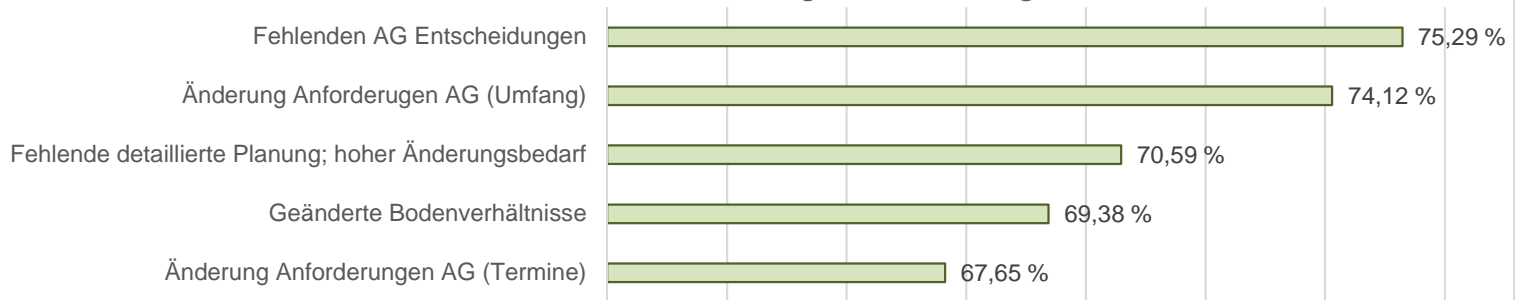 Fehlenden AG Entscheidungen 75,29 %
Änderung Anforderugen AG (Umfang) 74,12 %
Fehlende detaillierte Planung; hoher Änderungsbedarf 70,59 %
Geänderte Bodenverhältnisse 69,38 %
Änderung Anforderungen AG (Termine) 67,65 %